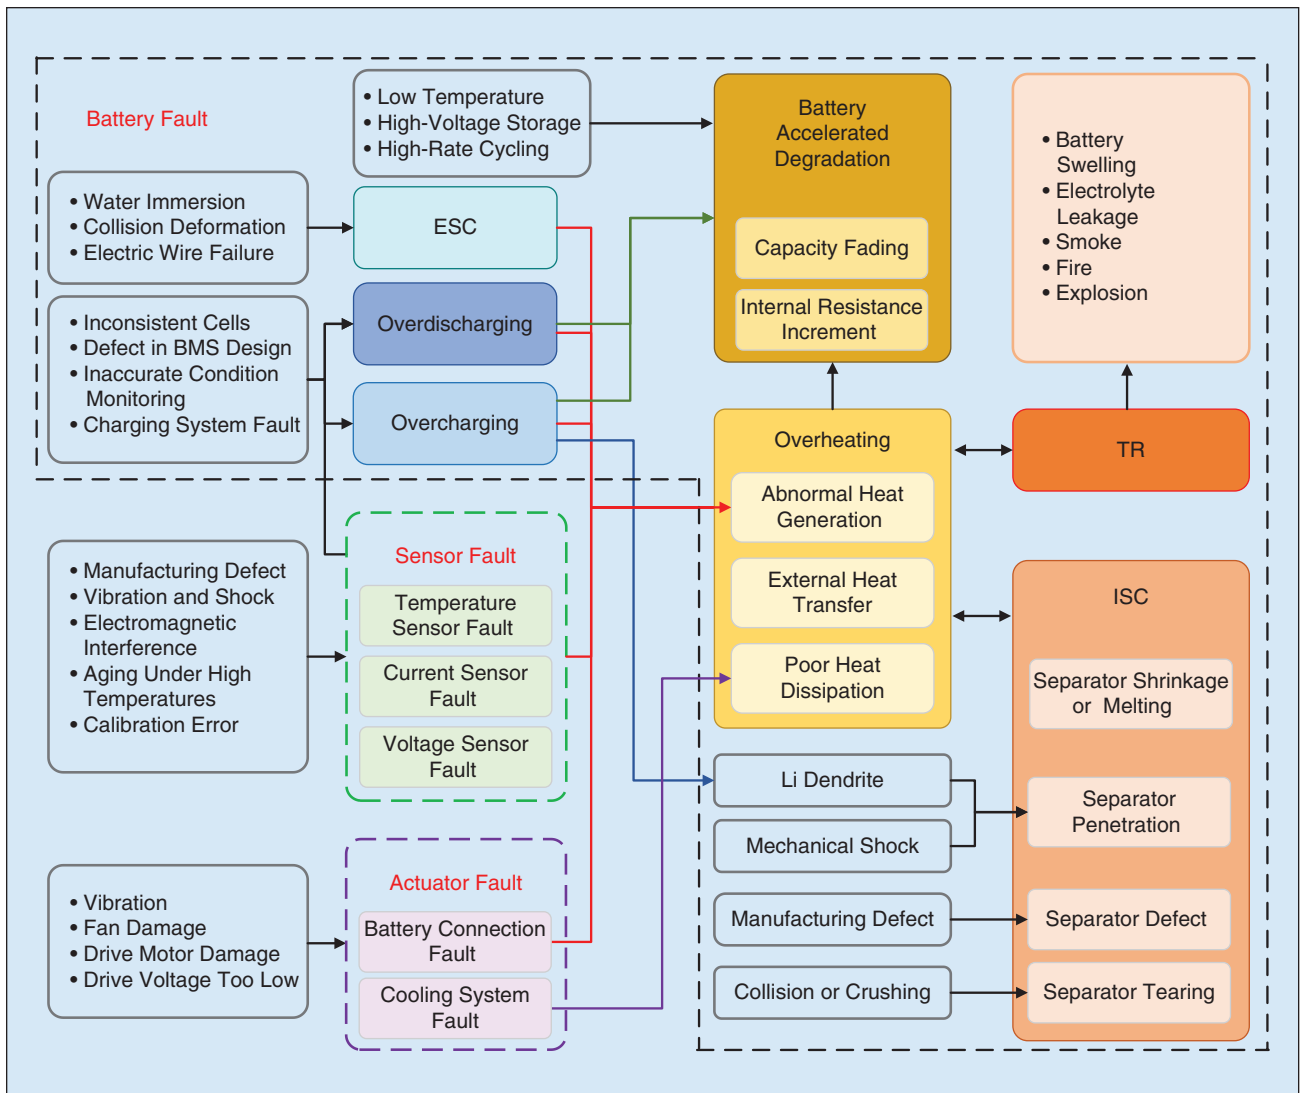 Battery Fault
• Low Temperature
• High-Voltage Storage
• High-Rate Cycling
• Water Immersion
• Collision Deformation
• Electric Wire Failure
ESC
• Inconsistent Cells
• Defect in BMS Design
• Inaccurate Condition
Monitoring
• Charging System Fault
Overdischarging
Overcharging
Battery
Accelerated
Degradation
Capacity Fading
Internal Resistance
Increment
• Battery
Swelling
• Electrolyte
Leakage
• Smoke
• Fire
• Explosion
Overheating
Abnormal Heat
Generation
External Heat
Transfer
Poor Heat
Dissipation
TR
• Manufacturing Defect
• Vibration and Shock
• Electromagnetic
Interference
• Aging Under High
Temperatures
• Calibration Error
Sensor Fault
Temperature
Sensor Fault
Current Sensor
Fault
Voltage Sensor
Fault
ISC
Separator Shrinkage
or Melting
Separator
Penetration
Separator Defect
Separator Tearing
Li Dendrite
Mechanical Shock
Manufacturing Defect
Collision or Crushing
• Vibration
• Fan Damage
• Drive Motor Damage
• Drive Voltage Too Low
Actuator Fault
Battery Connection
Fault
Cooling System
Fault